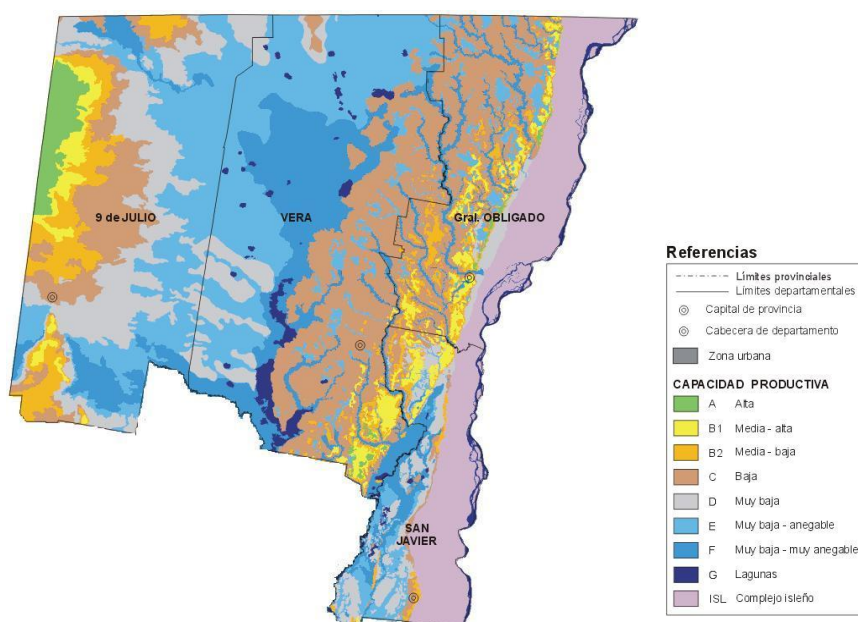 9 de JULIO
VERA
Gral. OBLIGADO
SAN
JAVIER
Referencias
Límites provinciales
Límites departamentales
Capital de provincia
Cabecera de departamento
Zona urbana
CAPACIDAD PRODUCTIVA
A Alta
B1 Media - alta
B2 Media - baja
C Baja
D Muy baja
E Muy baja - anegable
F Muy baja - muy anegable
G Lagunas
ISL Complejo isleño